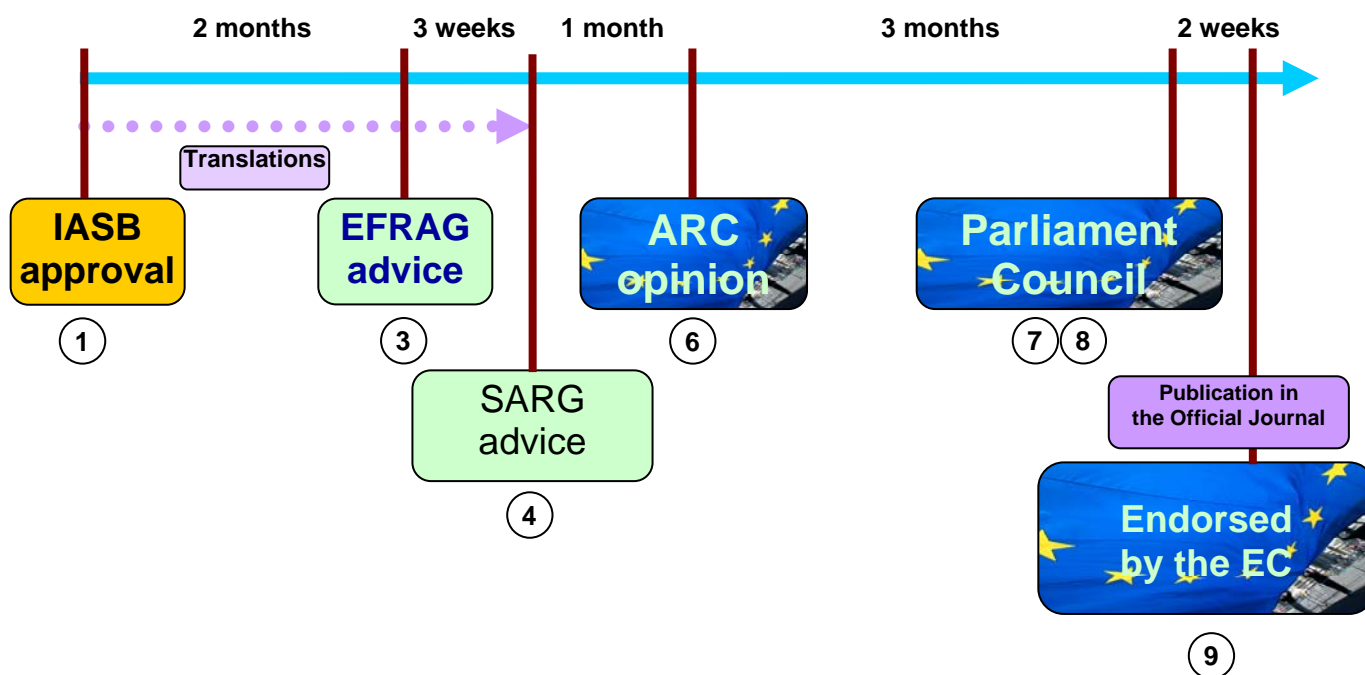 2 months
3 weeks
1 month
3 months
2 weeks
Translations
IASB
approval
EFRAG
advice
ARC
opinion
Parliament
Council
1
3
6
7
8
SARG
advice
Publication in
the Official Journal
4
Endorsed
by the EC
9